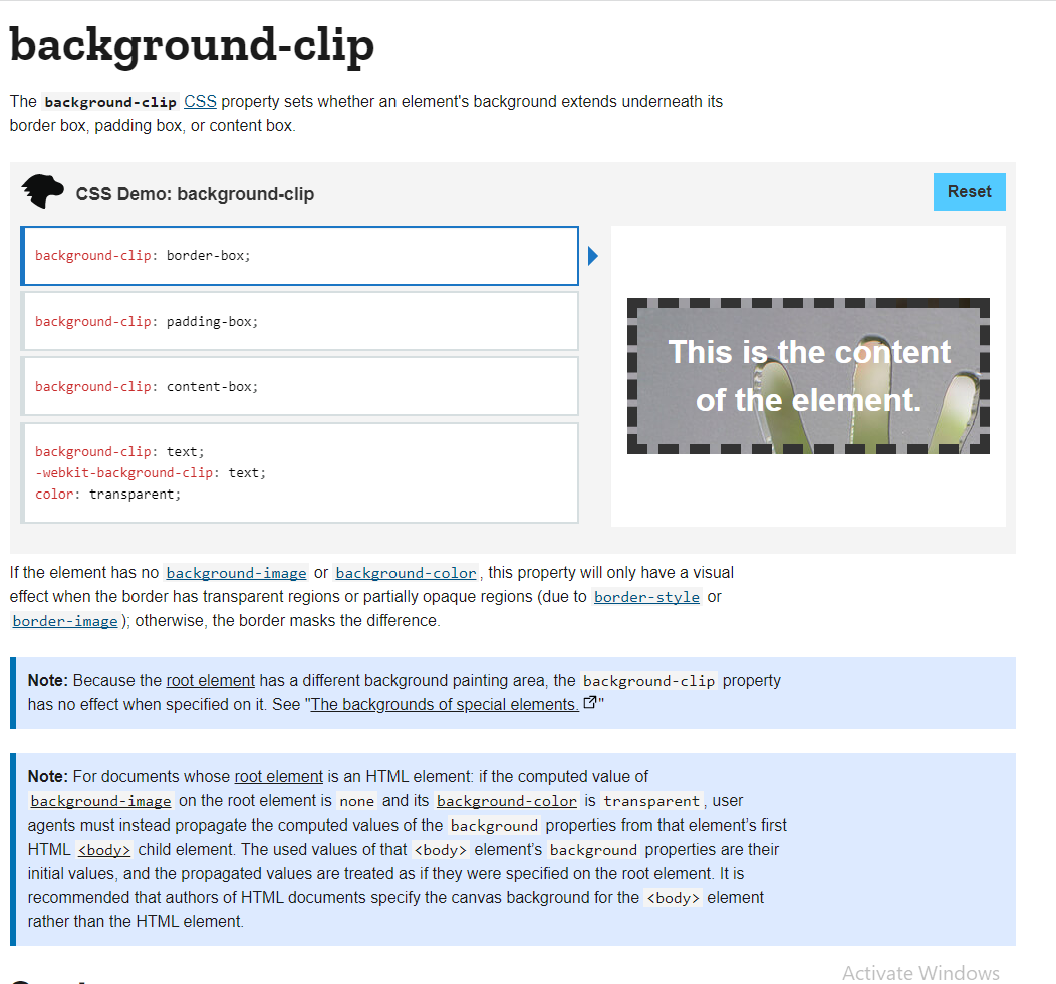 background-clip
The background-clip CSS property sets whether an element's background extends underneath its
border box, padding box, or content box.
CSS Demo: background-clip
Reset
background-clip: border-box;
background-clip: padding-box;
background-clip: content-box;
background-clip: text;
-webkit-background-clip: text;
color: transparent;
This is the content
of the element.
If the element has no background-image or background-color, this property will only have a visual
effect when the border has transparent regions or partially opaque regions (due to border-style or
border-image); otherwise, the border masks the difference.
Note: Because the root element has a different background painting area, the background-clip property
has no effect when specified on it. See "The backgrounds of special elements."
Note: For documents whose root element is an HTML element: if the computed value of
background-image on the root element is none and its background-color is transparent, user
agents must instead propagate the computed values of the background properties from that element’s first
HTML <body> child element. The used values of that <body> element’s background properties are their
initial values, and the propagated values are treated as if they were specified on the root element. It is
recommended that authors of HTML documents specify the canvas background for the <body> element
rather than the HTML element.
Activate Windows